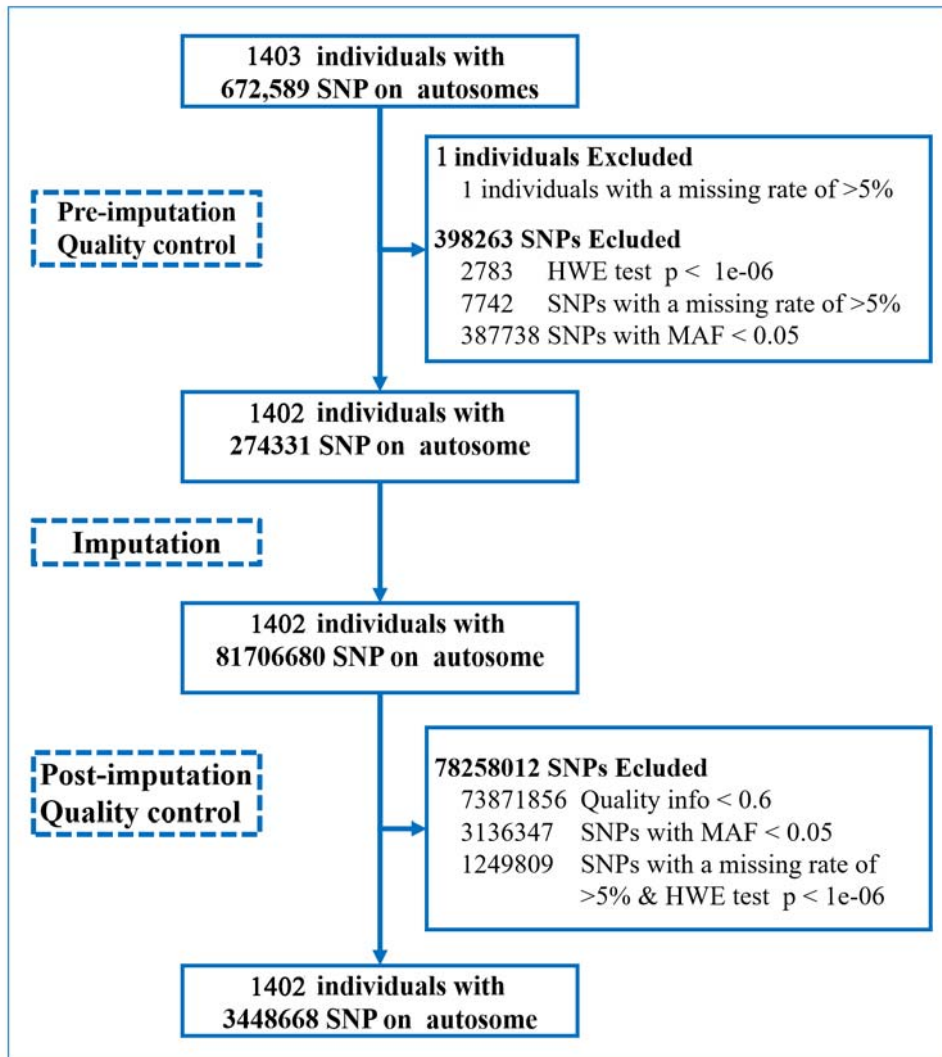 1403 individuals with
672,589 SNP on autosomes
1 individuals Excluded
1 individuals with a missing rate of >5%
398263 SNPs Ecluded
2783 HWE test p < 1e-06
7742 SNPs with a missing rate of >5%
387738 SNPs with MAF < 0.05
Pre-imputation
Quality control
1402 individuals with
274331 SNP on autosome
Imputation
1402 individuals with
81706680 SNP on autosome
Post-imputation
Quality control
78258012 SNPs Ecluded
73871856 Quality info < 0.6
3136347 SNPs with MAF < 0.05
1249809 SNPs with a missing rate of
>5% & HWE test p < 1e-06
1402 individuals with
3448668 SNP on autosome